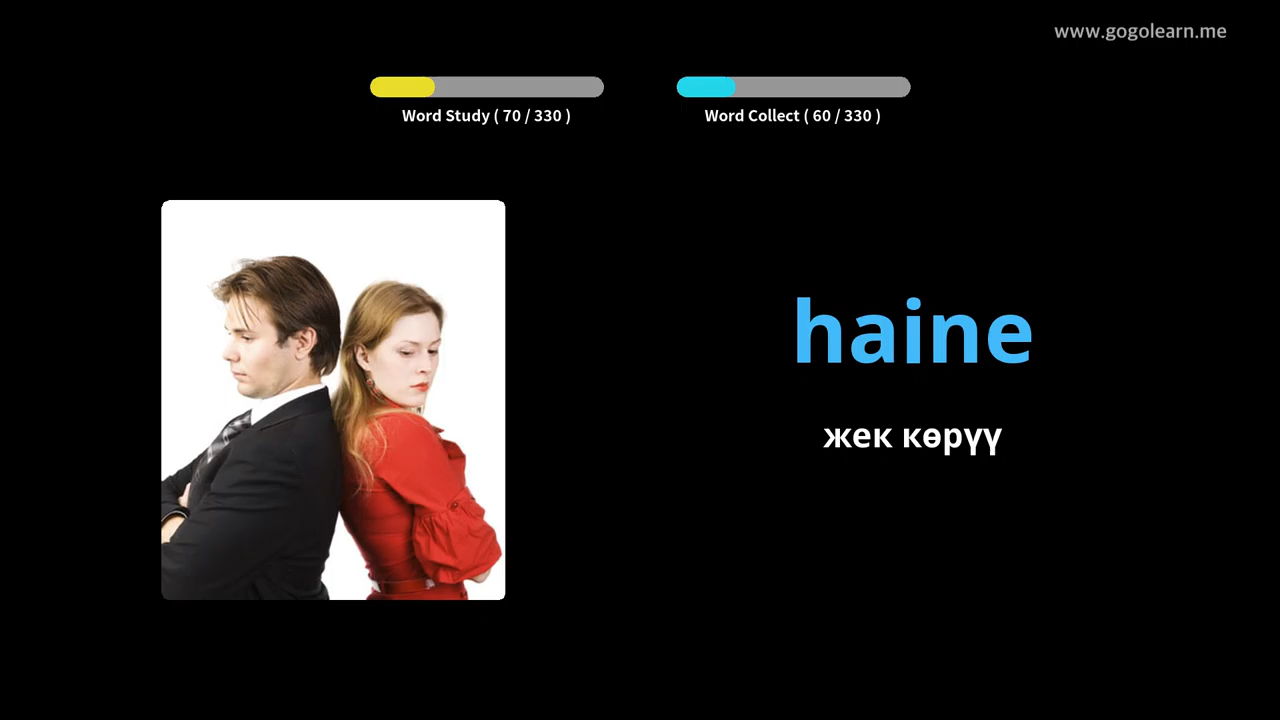 www.gogolearn.me
Word Study ( 70 / 330 )
Word Collect ( 60 / 330 )
haine
жек көрүү